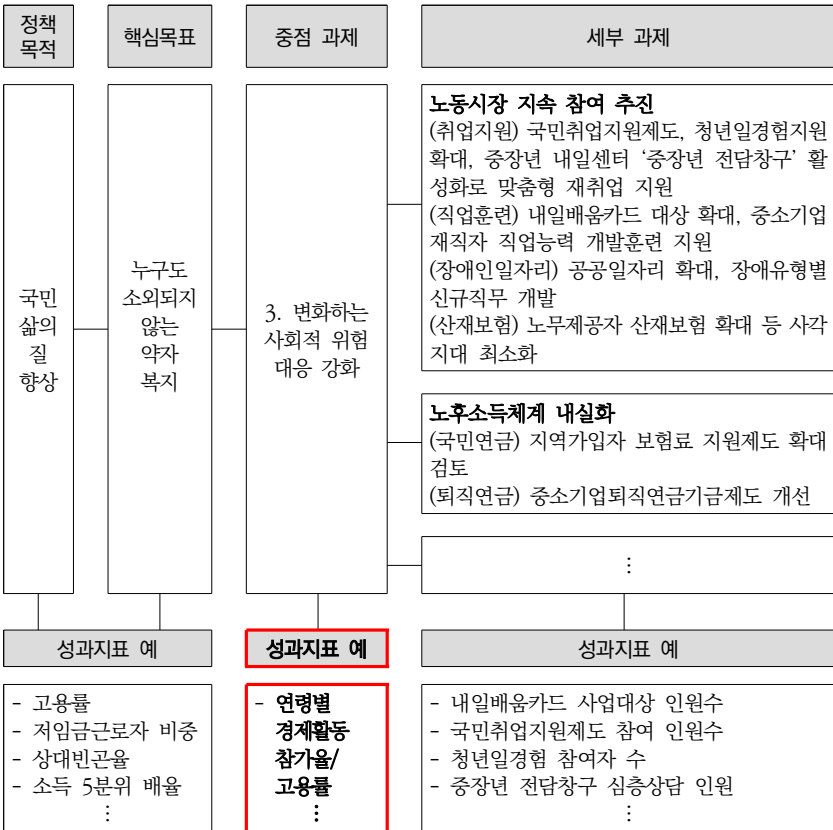 정책
목적
핵심목표
중점 과제
세부 과제
국민
삶의
질
향상
누구도
소외되지
않는
약자
복지
3. 변화하는
사회적 위험
대응 강화
노동시장 지속 참여 추진
(취업지원) 국민취업지원제도, 청년일경험지원
확대, 중장년 내일센터 ‘중장년 전담창구’ 활
성화로 맞춤형 재취업 지원
(직업훈련) 내일배움카드 대상 확대, 중소기업
재직자 직업능력 개발훈련 지원
(장애인일자리) 공공일자리 확대, 장애유형별
신규직무 개발
(산재보험) 노무제공자 산재보험 확대 등 사각
지대 최소화
노후소득체계 내실화
(국민연금) 지역가입자 보험료 지원제도 확대
검토
(퇴직연금) 중소기업퇴직연금기금제도 개선
⋮
성과지표 예
- 고용률
- 저임금근로자 비중
- 상대빈곤율
- 소득 5분위 배율
⋮
성과지표 예
- 연령별
경제활동
참가율/
고용률
⋮
성과지표 예
- 내일배움카드 사업대상 인원수
- 국민취업지원제도 참여 인원수
- 청년일경험 참여자 수
- 중장년 전담창구 심층상담 인원
⋮